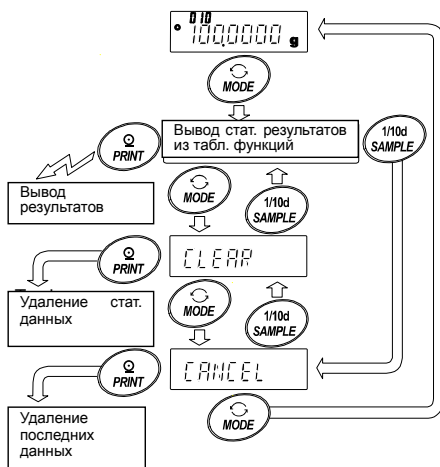 010
100.0000 g
MODE
Вывод стат. результатов
из табл. функций
PRINT
1/10d
SAMPLE
Вывод
результатов
MODE
1/10d
SAMPLE
PRINT
CLEAR
Удаление стат.
данных
MODE
1/10d
SAMPLE
PRINT
CANCEL
MODE
Удаление
последних
данных